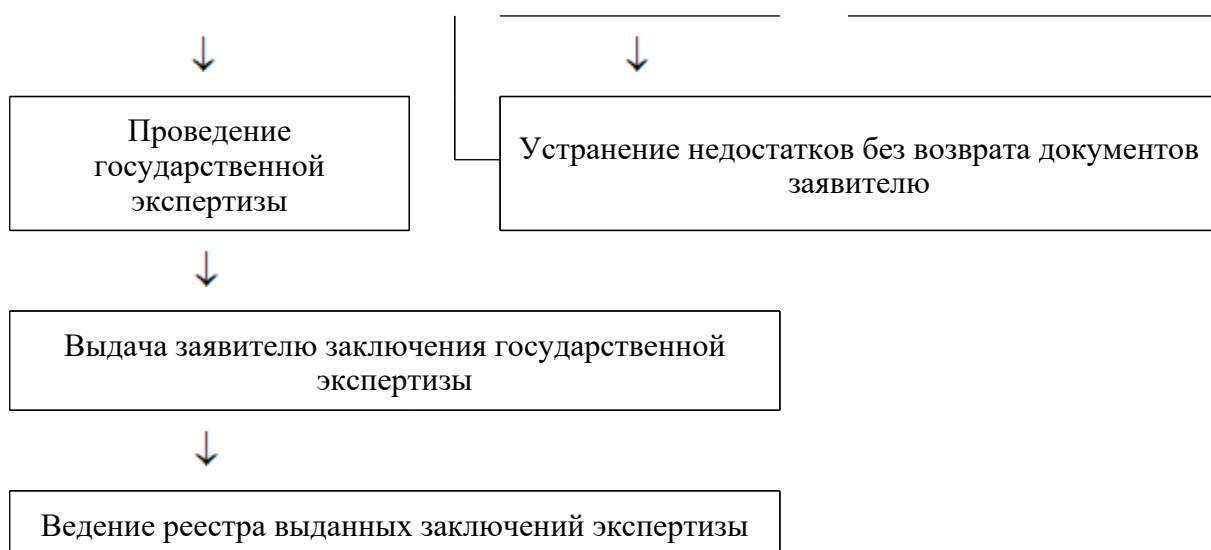 Проведение
государственной
экспертизы
Устранение недостатков без возврата документов
заявителю
Выдача заявителю заключения государственной
экспертизы
Ведение реестра выданных заключений экспертизы